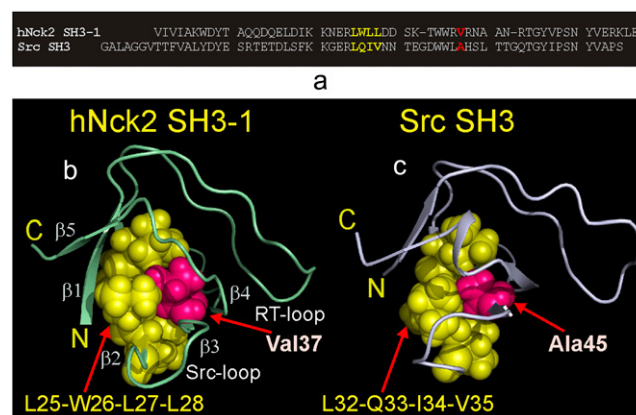 hNck2 SH3-1 VIVIAKWDYT AQQDQELDIK KNERLWLLDD SK-TWWRVRNA AN-RTGYVPSN YVERKLE
Src SH3 GALAGGVTTFVALYDYE SRTETDLSFK KGERLQIVNN TEGDWWLAHSL TTGQTGYIPSN YVAPS
a
hNck2 SH3-1 Src SH3
b c
C β5 C
β1 β4
N RT-loop N
Val37 Ala45
β2 β3
Src-loop
L25-W26-L27-L28 L32-Q33-I34-V35